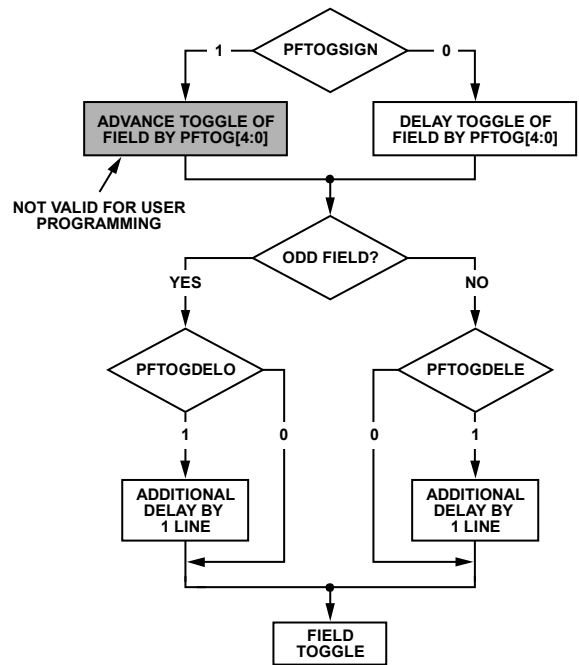 PFTOGSIGN
1
0
ADVANCE TOGGLE OF
FIELD BY PFTOG[4:0]
DELAY TOGGLE OF
FIELD BY PFTOG[4:0]
NOT VALID FOR USER
PROGRAMMING
ODD FIELD?
YES
NO
PFTOGDELO
PFTOGDELE
1
0
0
1
ADDITIONAL
DELAY BY
1 LINE
ADDITIONAL
DELAY BY
1 LINE
FIELD
TOGGLE